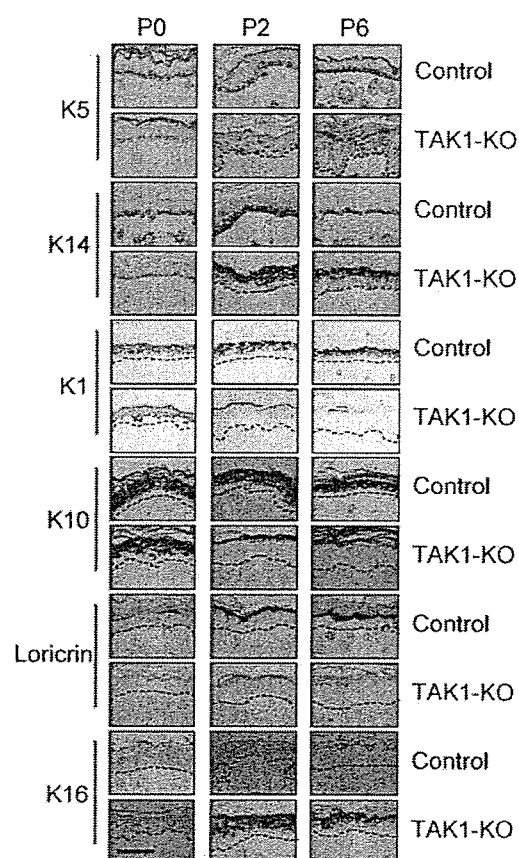 P0 P2 P6
K5
Control
TAK1-KO
K14
Control
TAK1-KO
K1
Control
TAK1-KO
K10
Control
TAK1-KO
Loricrin
Control
TAK1-KO
K16
Control
TAK1-KO